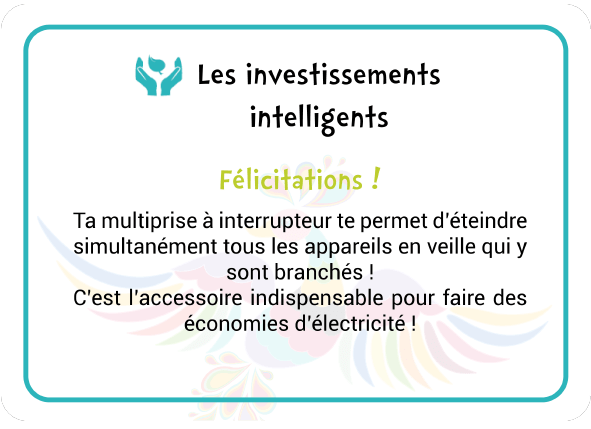 Les investissements
intelligents
Félicitations !
Ta multiprise à interrupteur te permet d'éteindre
simultanément tous les appareils en veille qui y
sont branchés !
C'est l'accessoire indispensable pour faire des
économies d'électricité !